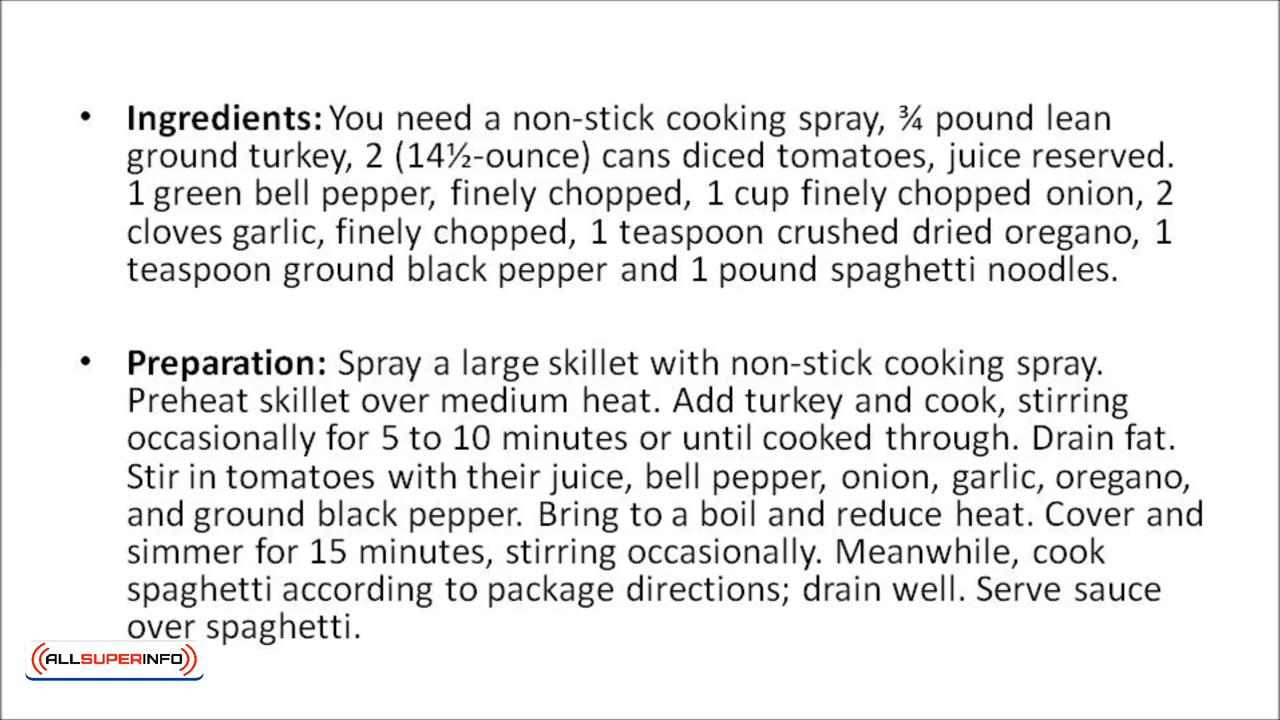 • Ingredients: You need a non-stick cooking spray, ¾ pound lean
ground turkey, 2 (14½-ounce) cans diced tomatoes, juice reserved.
1 green bell pepper, finely chopped, 1 cup finely chopped onion, 2
cloves garlic, finely chopped, 1 teaspoon crushed dried oregano, 1
teaspoon ground black pepper and 1 pound spaghetti noodles.
• Preparation: Spray a large skillet with non-stick cooking spray.
Preheat skillet over medium heat. Add turkey and cook, stirring
occasionally for 5 to 10 minutes or until cooked through. Drain fat.
Stir in tomatoes with their juice, bell pepper, onion, garlic, oregano,
and ground black pepper. Bring to a boil and reduce heat. Cover and
simmer for 15 minutes, stirring occasionally. Meanwhile, cook
spaghetti according to package directions; drain well. Serve sauce
over spaghetti.
ALLSUPERINFO